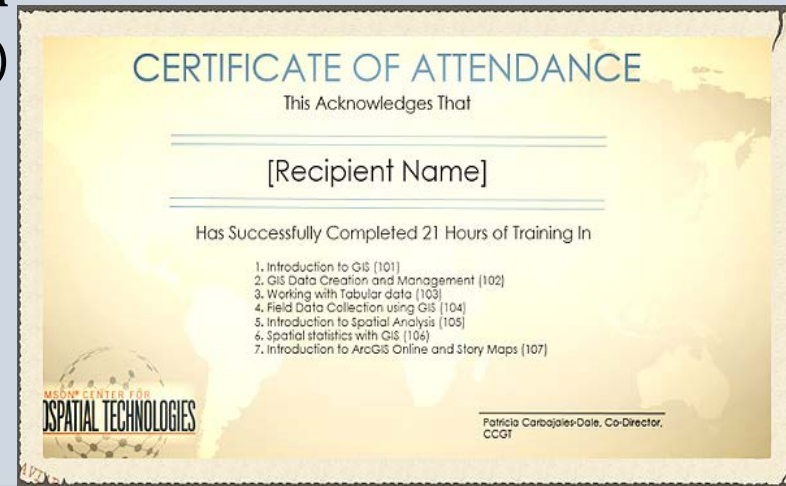 )
CERTIFICATE OF ATTENDANCE
This Acknowledges That
[Recipient Name]
Has Successfully Completed 21 Hours of Training In
1. Introduction to GIS (101)
2. GIS Data Creation and Management (102)
3. Working with Tabular data (103)
4. Field Data Collection using GIS (104)
5. Introduction to Spatial Analysis (105)
6. Spatial statistics with GIS (106)
7. Introduction to ArcGIS Online and Story Maps (107)
MSON® CENTER FOR
OSPATIAL TECHNOLOGIES
Patricia Carbajales-Dale, Co-Director,
CCGT